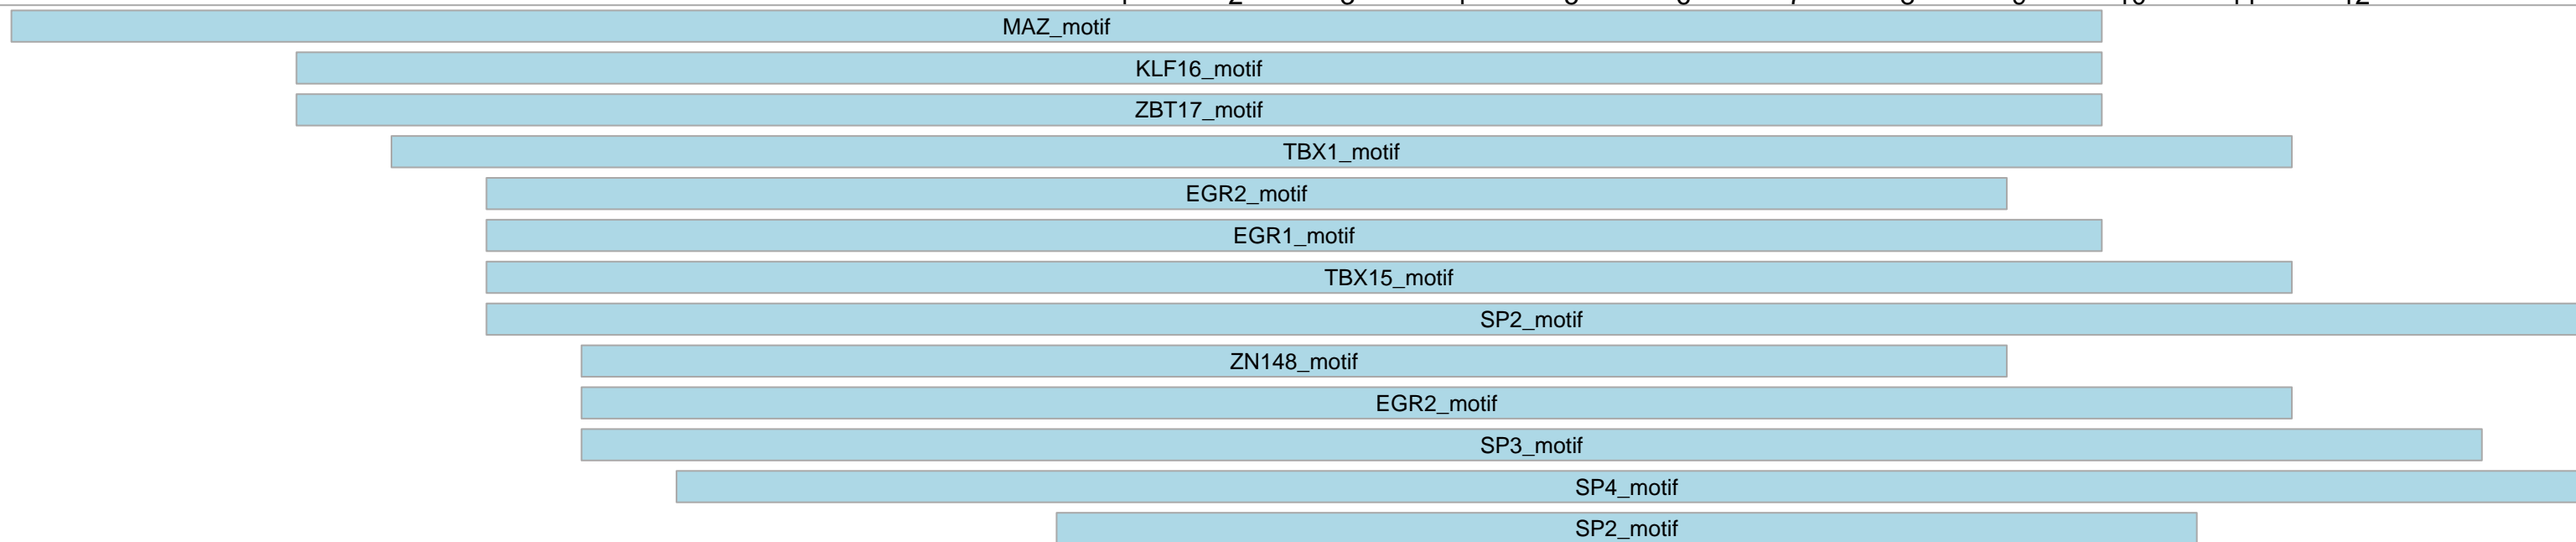 MAZ_motif
KLF16_motif
ZBT17_motif
TBX1_motif
EGR2_motif
EGR1_motif
TBX15_motif
SP2_motif
ZN148_motif
EGR2_motif
SP3_motif
SP4_motif
SP2_motif